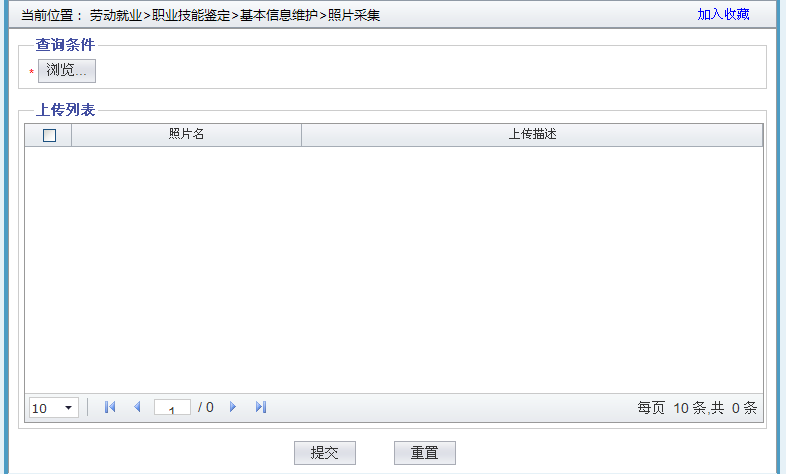 当前位置： 劳动就业>职业技能鉴定>基本信息维护>照片采集 加入收藏
查询条件
* 浏览...
上传列表
照片名 上传描述
10 1 / 0 每页 10 条,共 0 条
提交 重置